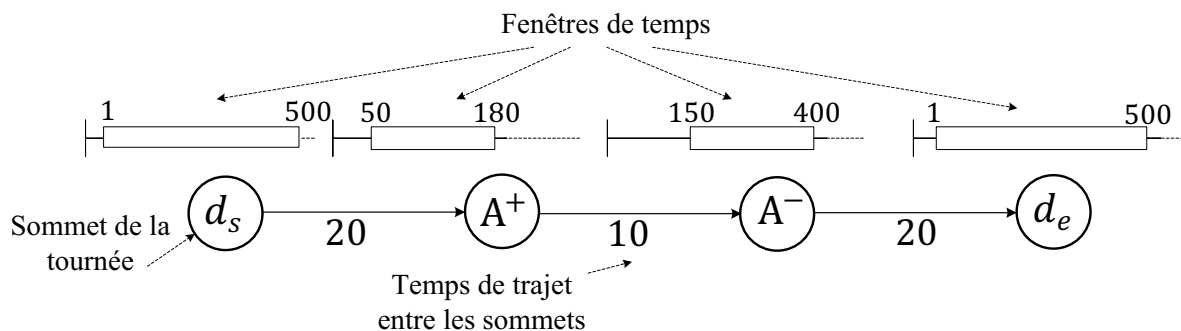 Fenêtres de temps
1 500 50 180 150 400 1 500
d_s A⁺ A⁻ d_e
20 10 20
Sommet de la
tournée
Temps de trajet
entre les sommets